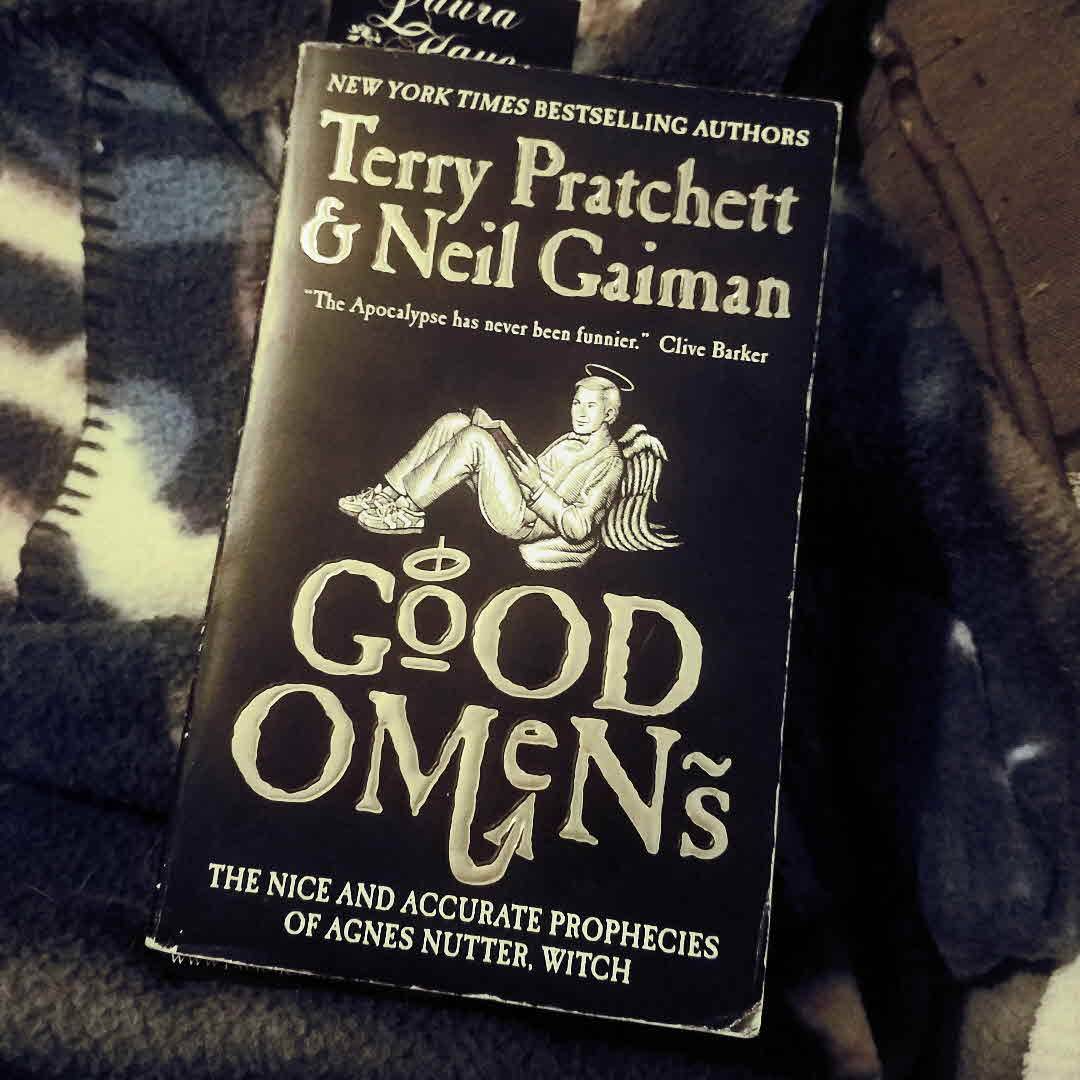 Laura
NEW YORK TIMES BESTSELLING AUTHORS
Terry Pratchett
& Neil Gaiman
"The Apocalypse has never been funnier." Clive Barker
GOOD
OMeNs
THE NICE AND ACCURATE PROPHECIES
OF AGNES NUTTER, WITCH